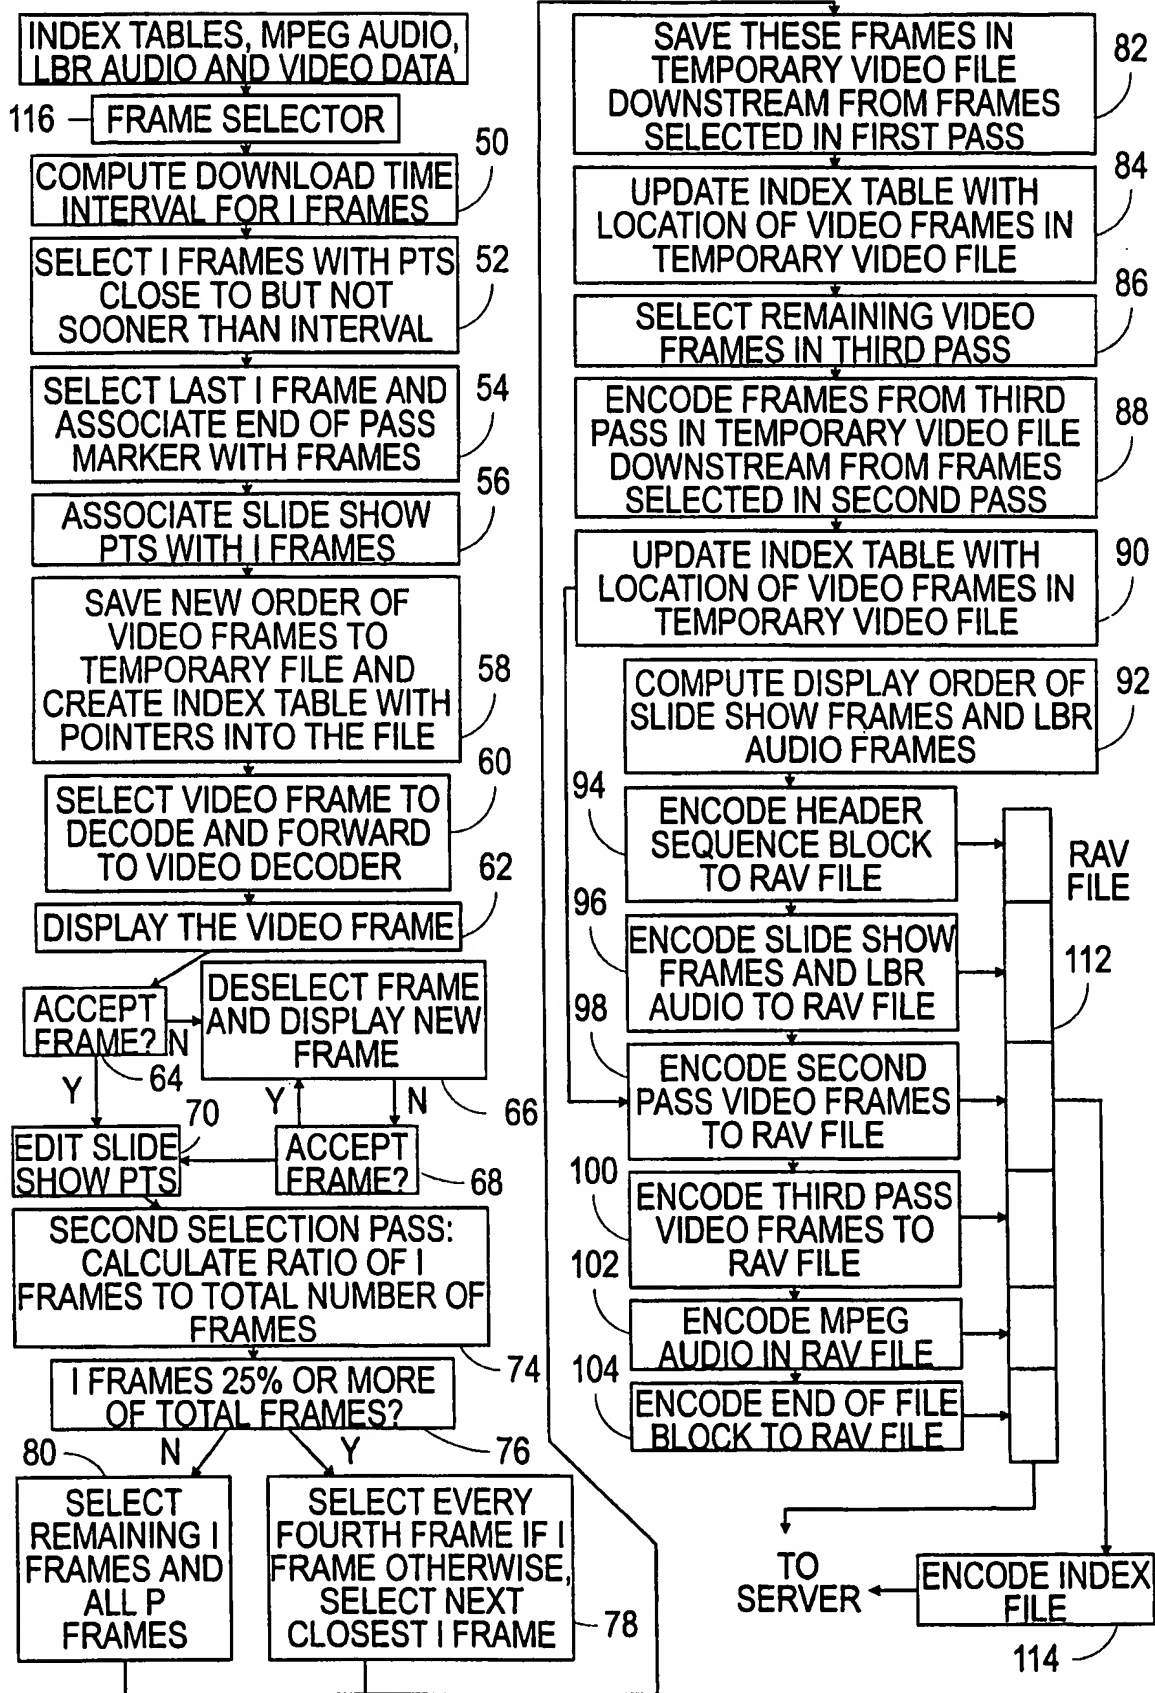 INDEX TABLES, MPEG AUDIO,
LBR AUDIO AND VIDEO DATA
116
FRAME SELECTOR
50
COMPUTE DOWNLOAD TIME
INTERVAL FOR I FRAMES
52
SELECT I FRAMES WITH PTS
CLOSE TO BUT NOT
SOONER THAN INTERVAL
54
SELECT LAST I FRAME AND
ASSOCIATE END OF PASS
MARKER WITH FRAMES
56
ASSOCIATE SLIDE SHOW
PTS WITH I FRAMES
58
SAVE NEW ORDER OF
VIDEO FRAMES TO
TEMPORARY FILE AND
CREATE INDEX TABLE WITH
POINTERS INTO THE FILE
60
SELECT VIDEO FRAME TO
DECODE AND FORWARD
TO VIDEO DECODER
62
DISPLAY THE VIDEO FRAME
ACCEPT
FRAME?
N
64
Y
DESELECT FRAME
AND DISPLAY NEW
FRAME
66
Y
N
70
EDIT SLIDE
SHOW PTS
ACCEPT
FRAME?
68
SECOND SELECTION PASS:
CALCULATE RATIO OF I
FRAMES TO TOTAL NUMBER OF
FRAMES
74
I FRAMES 25% OR MORE
OF TOTAL FRAMES?
76
N
Y
80
SELECT
REMAINING I
FRAMES AND
ALL P
FRAMES
SELECT EVERY
FOURTH FRAME IF I
FRAME OTHERWISE,
SELECT NEXT
CLOSEST I FRAME
78
SAVE THESE FRAMES IN
TEMPORARY VIDEO FILE
DOWNSTREAM FROM FRAMES
SELECTED IN FIRST PASS
82
UPDATE INDEX TABLE WITH
LOCATION OF VIDEO FRAMES IN
TEMPORARY VIDEO FILE
84
SELECT REMAINING VIDEO
FRAMES IN THIRD PASS
86
ENCODE FRAMES FROM THIRD
PASS IN TEMPORARY VIDEO FILE
DOWNSTREAM FROM FRAMES
SELECTED IN SECOND PASS
88
UPDATE INDEX TABLE WITH
LOCATION OF VIDEO FRAMES IN
TEMPORARY VIDEO FILE
90
COMPUTE DISPLAY ORDER OF
SLIDE SHOW FRAMES AND LBR
AUDIO FRAMES
92
94
ENCODE HEADER
SEQUENCE BLOCK
TO RAV FILE
RAV
FILE
96
ENCODE SLIDE SHOW
FRAMES AND LBR
AUDIO TO RAV FILE
112
98
ENCODE SECOND
PASS VIDEO FRAMES
TO RAV FILE
100
ENCODE THIRD PASS
VIDEO FRAMES TO
RAV FILE
102
ENCODE MPEG
AUDIO IN RAV FILE
104
ENCODE END OF FILE
BLOCK TO RAV FILE
TO
SERVER
ENCODE INDEX
FILE
114